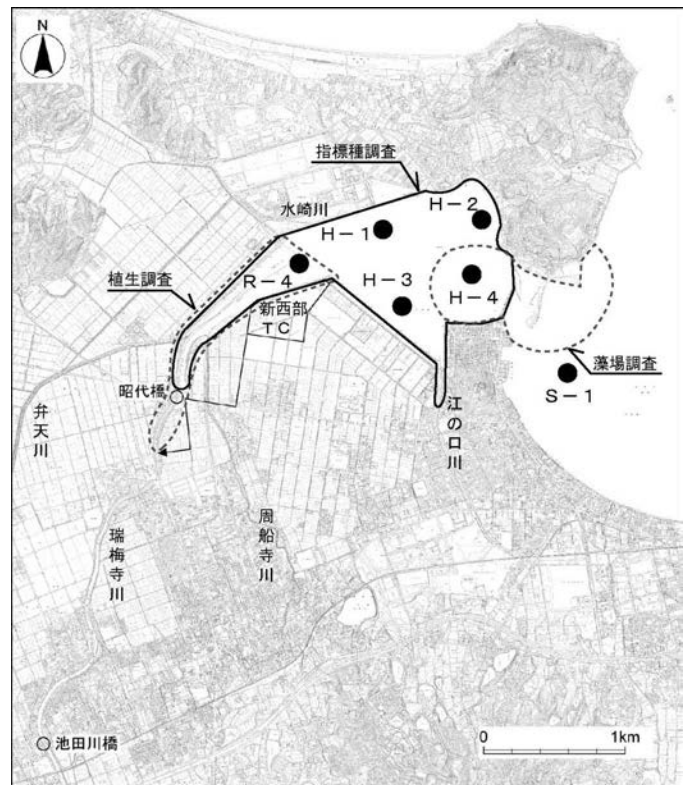 N
指標種調査
水崎川
H-2
H-1
植生調査
R-4
H-3
H-4
新西部
TC
藻場調査
昭代橋
S-1
弁天川
江の口川
周船寺川
瑞梅寺川
池田川橋
0 1km